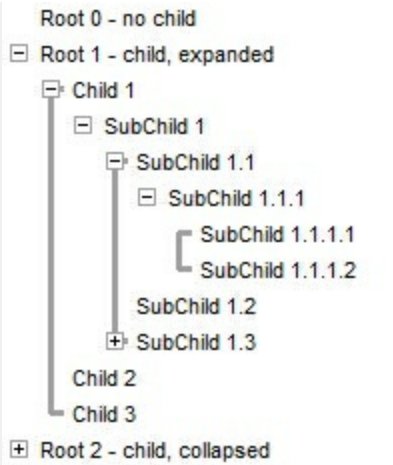 Root 0 - no child
Root 1 - child, expanded
Child 1
SubChild 1
SubChild 1.1
SubChild 1.1.1
SubChild 1.1.1.1
SubChild 1.1.1.2
SubChild 1.2
SubChild 1.3
Child 2
Child 3
Root 2 - child, collapsed